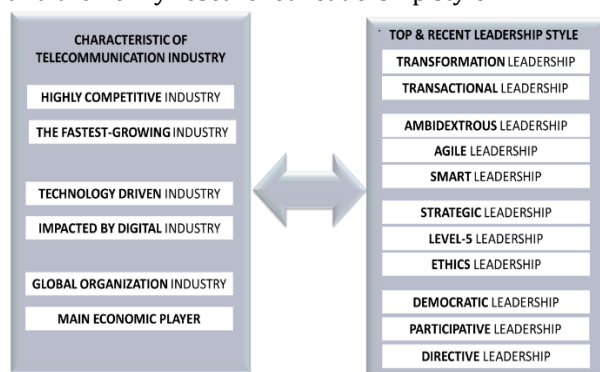 CHARACTERISTIC OF
TELECOMMUNICATION INDUSTRY
HIGHLY COMPETITIVE INDUSTRY
THE FASTEST-GROWING INDUSTRY
TECHNOLOGY DRIVEN INDUSTRY
IMPACTED BY DIGITAL INDUSTRY
GLOBAL ORGANIZATION INDUSTRY
MAIN ECONOMIC PLAYER
TOP & RECENT LEADERSHIP STYLE
TRANSFORMATION LEADERSHIP
TRANSACTIONAL LEADERSHIP
AMBIDEXTROUS LEADERSHIP
AGILE LEADERSHIP
SMART LEADERSHIP
STRATEGIC LEADERSHIP
LEVEL-5 LEADERSHIP
ETHICS LEADERSHIP
DEMOCRATIC LEADERSHIP
PARTICIPATIVE LEADERSHIP
DIRECTIVE LEADERSHIP